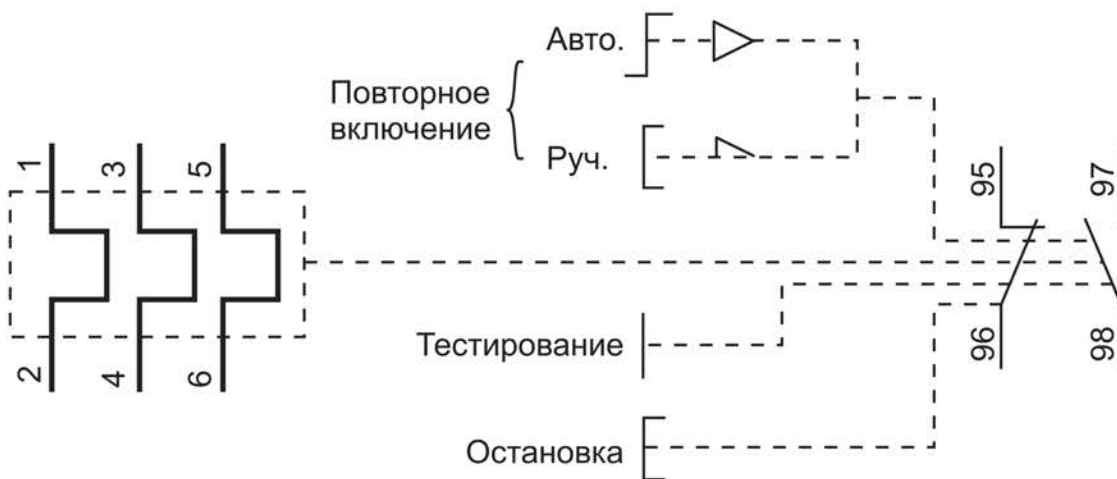 Авто.
Повторное
включение
Руч.
1
3
5
95
97
Тестирование
2
4
6
96
98
Остановка